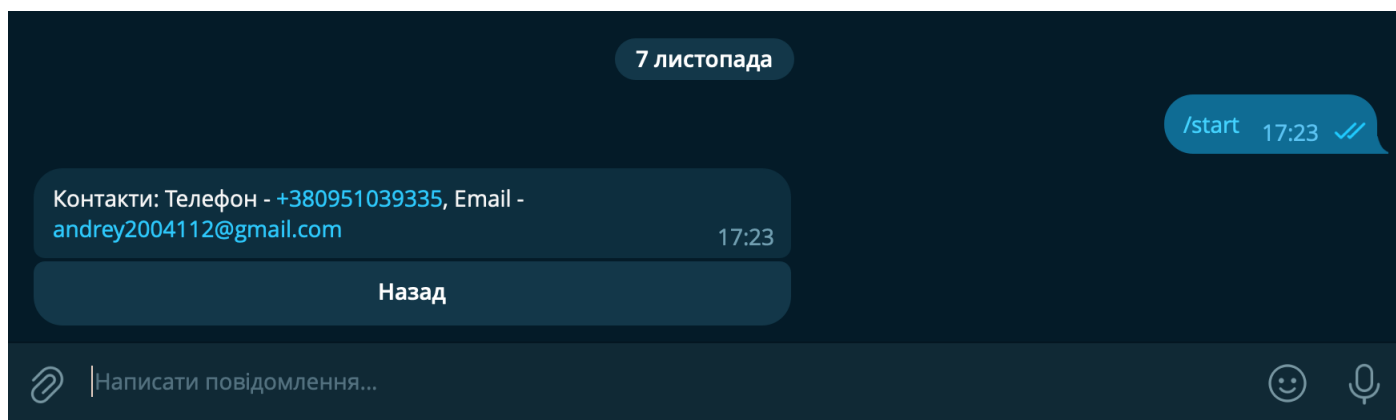 7 листопада
/start 17:23
Контакти: Телефон - +380951039335, Email -
andrey2004112@gmail.com
17:23
Назад
Написати повідомлення...